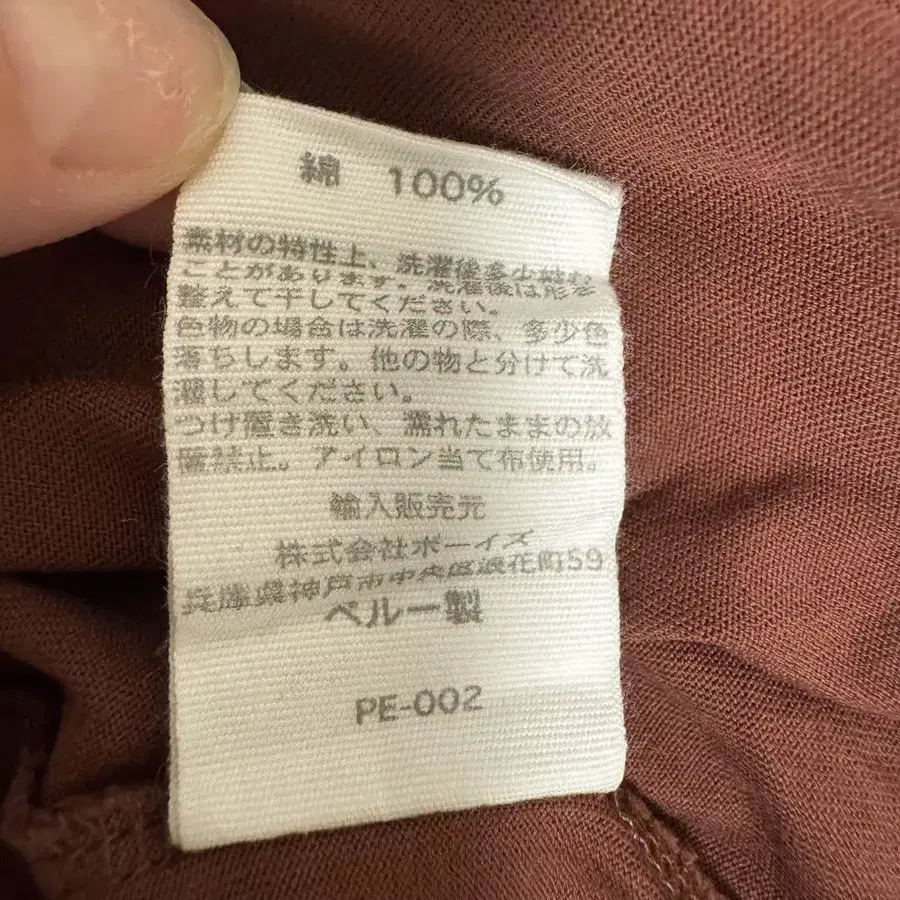 綿 100%
素材の特性上、洗濯後多少縮む
ことがあります。洗濯後は形を
整えて干してください。
色物の場合は洗濯の際、多少色
落ちします。他の物と分けて洗
濯してください。
つけ置き洗い、濡れたままの放
置禁止。アイロン当て布使用。
輸入販売元
株式会社ボーイズ
兵庫県神戸市中央区浪花町59
ペルー製
PE-002